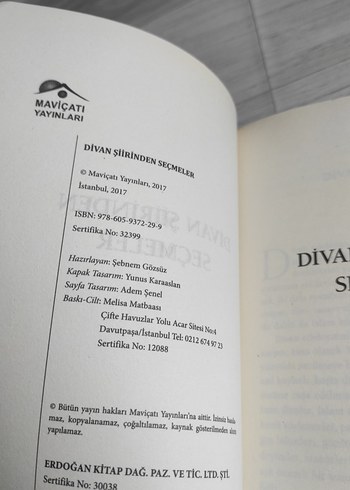 MAVİÇATI
YAYINLARI
DİVAN ŞİİRİNDEN SEÇMELER
© Maviçatı Yayınları, 2017
İstanbul, 2017
ISBN: 978-605-9372-29-9
Sertifika No: 32399
Hazırlayan: Şebnem Gözsüz
Kapak Tasarım: Yunus Karaaslan
Sayfa Tasarım: Adem Şenel
Baskı-Cilt: Melisa Matbaası
Çifte Havuzlar Yolu Acar Sitesi No:4
Davutpaşa/İstanbul Tel: 0212 674 97 23
Sertifika No: 12088
© Bütün yayın hakları Maviçatı Yayınları'na aittir. İzinsiz
maz, kopyalanamaz, çoğaltılamaz, kaynak gösterilmeden alıntı
yapılamaz.
ERDOĞAN KİTAP DAĞ. PAZ. VE TİC. LTD. ŞTİ.
Sertifika No: 30038
DİVA
SE